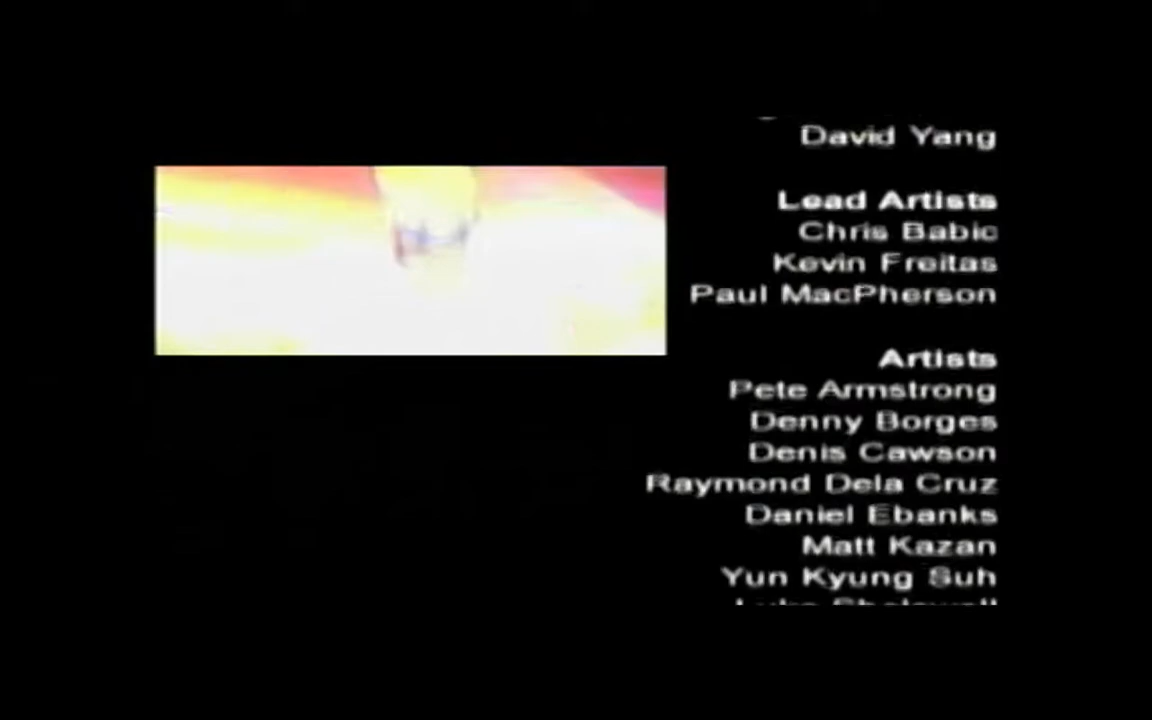 David Yang
Lead Artists
Chris Babic
Kevin Freitas
Paul MacPherson
Artists
Pete Armstrong
Denny Borges
Denis Cawson
Raymond Dela Cruz
Daniel Ebanks
Matt Kazan
Yun Kyung Suh